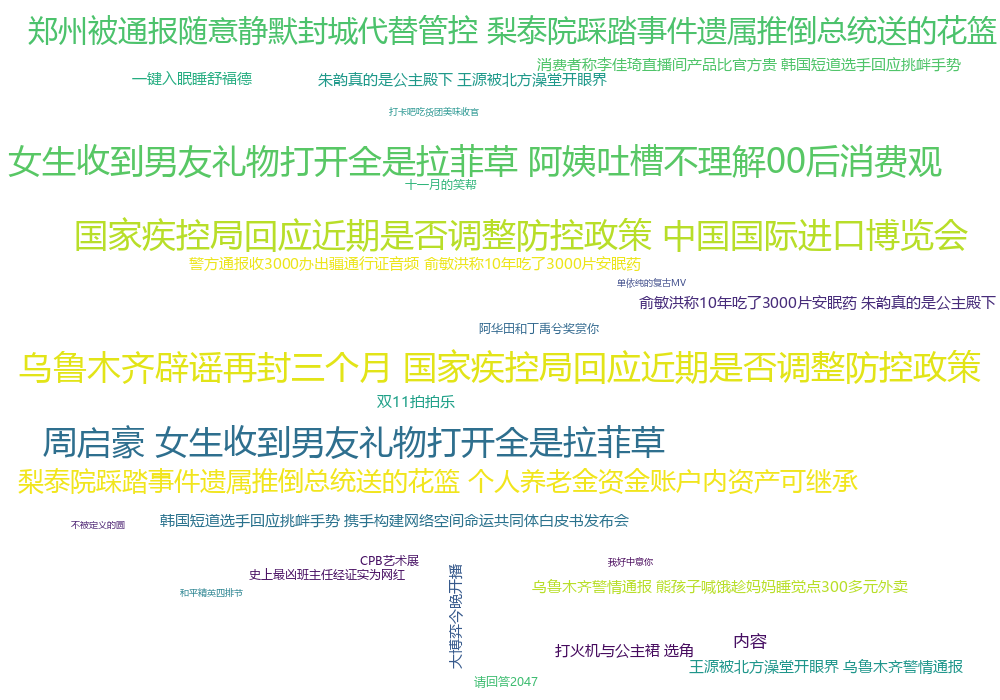 郑州被通报随意静默封城代替管控 梨泰院踩踏事件遗属推倒总统送的花篮
消费者称李佳琦直播间产品比官方贵 韩国短道选手回应挑衅手势
一键入眠睡舒福德
朱韵真的是公主殿下 王源被北方澡堂开眼界
打卡吧吃货团美味收官
女生收到男友礼物打开全是拉菲草 阿姨吐槽不理解00后消费观
十一月的笑帮
国家疾控局回应近期是否调整防控政策 中国国际进口博览会
警方通报收3000办出疆通行证音频 俞敏洪称10年吃了3000片安眠药
单依纯的复古MV
俞敏洪称10年吃了3000片安眠药 朱韵真的是公主殿下
阿华田和丁禹兮奖赏你
乌鲁木齐辟谣再封三个月 国家疾控局回应近期是否调整防控政策
双11拍拍乐
周启豪 女生收到男友礼物打开全是拉菲草
梨泰院踩踏事件遗属推倒总统送的花篮 个人养老金资金账户内资产可继承
不被定义的圆
韩国短道选手回应挑衅手势 携手构建网络空间命运共同体白皮书发布会
CPB艺术展
我好中意你
史上最凶班主任经证实为网红
和平精英四排节
大博弈今晚开播
乌鲁木齐警情通报 熊孩子喊饿趁妈妈睡觉点300多元外卖
打火机与公主裙 选角
内容
王源被北方澡堂开眼界 乌鲁木齐警情通报
请回答2047